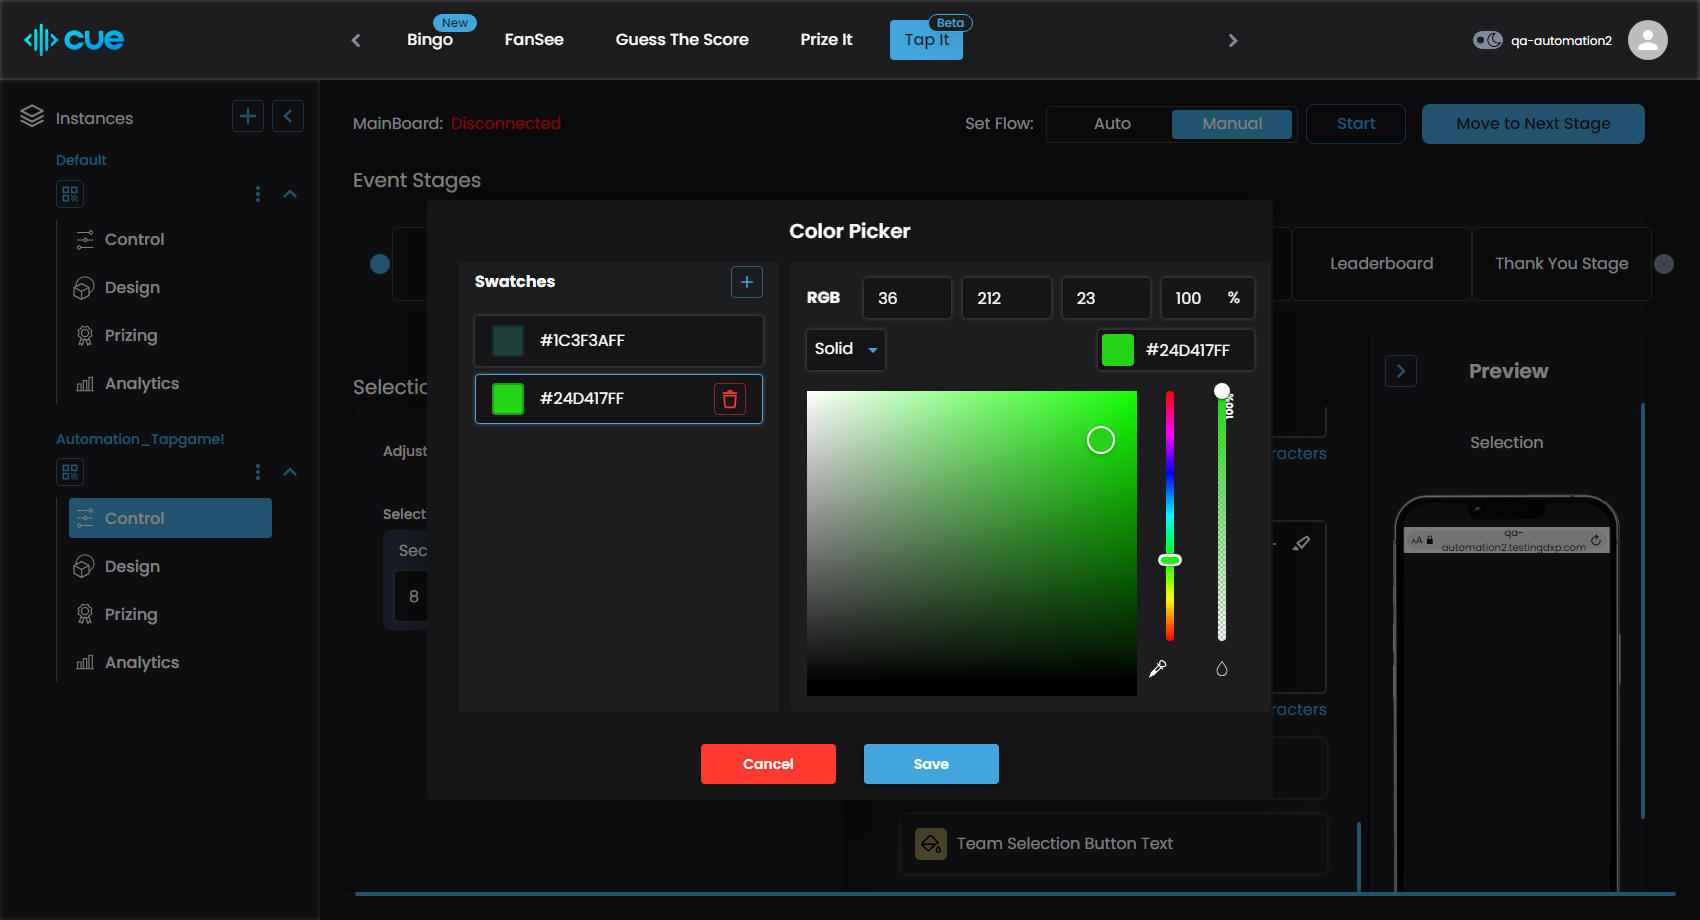 cue
New
Bingo
FanSee
Guess The Score
Prize It
Beta
Tap It
qa-automation2
Instances
Default
Control
Design
Prizing
Analytics
Automation_Tapgame!
Control
Design
Prizing
Analytics
MainBoard: Disconnected
Set Flow:
Auto
Manual
Start
Move to Next Stage
Event Stages
Leaderboard
Thank You Stage
Selectio
Adjust
Select
Sec
8
racters
racters
Team Selection Button Text
Preview
Selection
AA
qa-
automation2.testingdxp.com
Color Picker
Swatches
#1C3F3AFF
#24D417FF
RGB
36
212
23
100 %
Solid
#24D417FF
100%
Cancel
Save